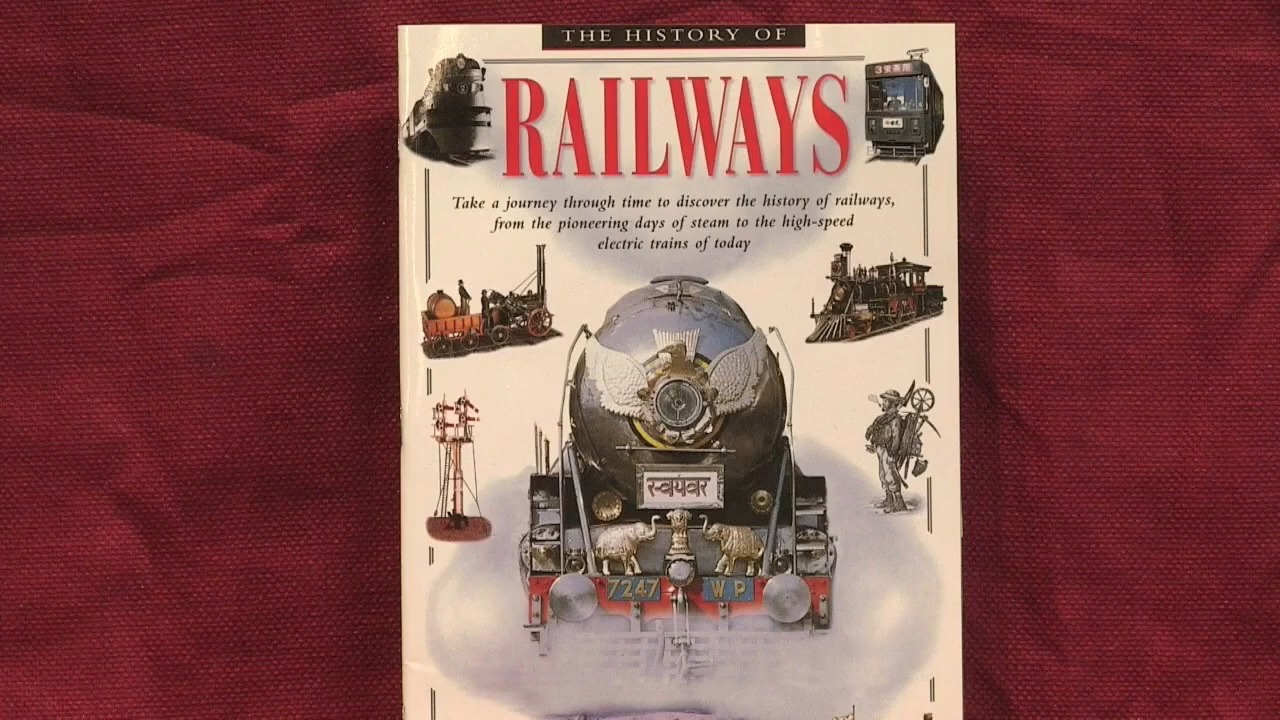 THE HISTORY OF
RAILWAYS
Take a journey through time to discover the history of railways,
from the pioneering days of steam to the high-speed
electric trains of today
स्वयंवर
7247 W P